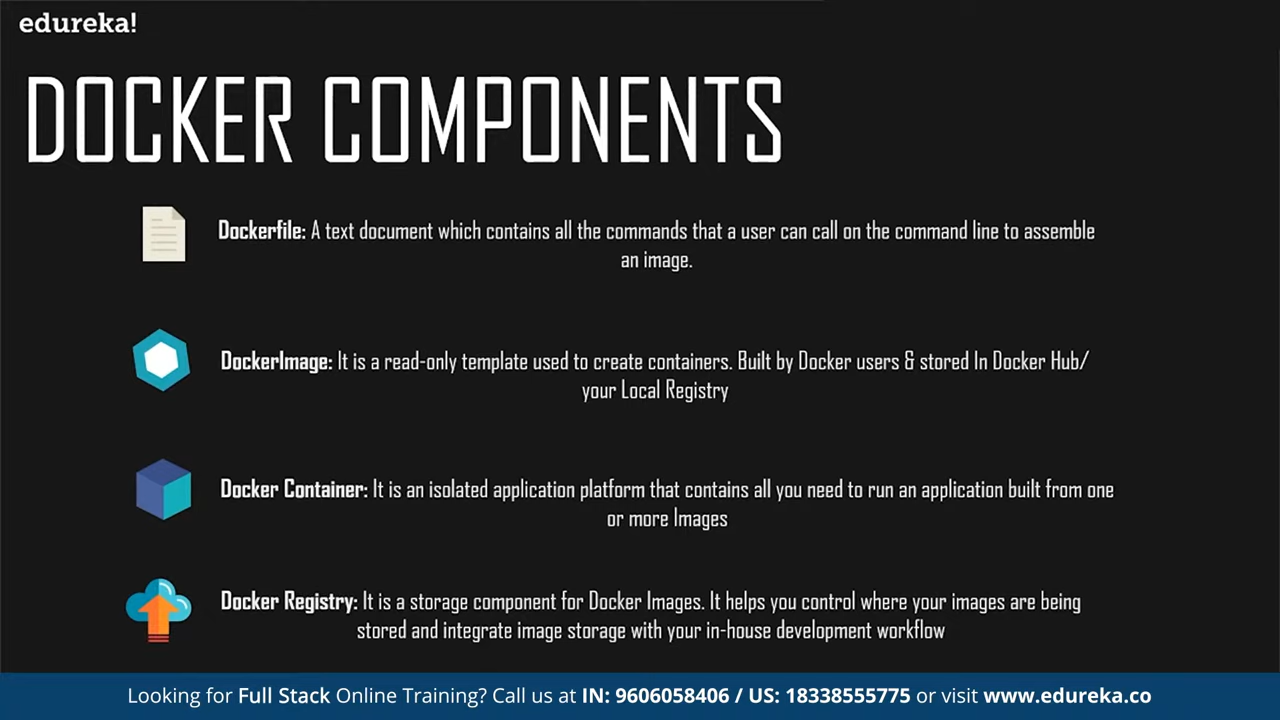 edureka!
DOCKER COMPONENTS
Dockerfile: A text document which contains all the commands that a user can call on the command line to assemble
an image.
DockerImage: It is a read-only template used to create containers. Built by Docker users & stored In Docker Hub/
your Local Registry
Docker Container: It is an isolated application platform that contains all you need to run an application built from one
or more Images
Docker Registry: It is a storage component for Docker Images. It helps you control where your images are being
stored and integrate image storage with your in-house development workflow
Looking for Full Stack Online Training? Call us at IN: 9606058406 / US: 18338555775 or visit www.edureka.co